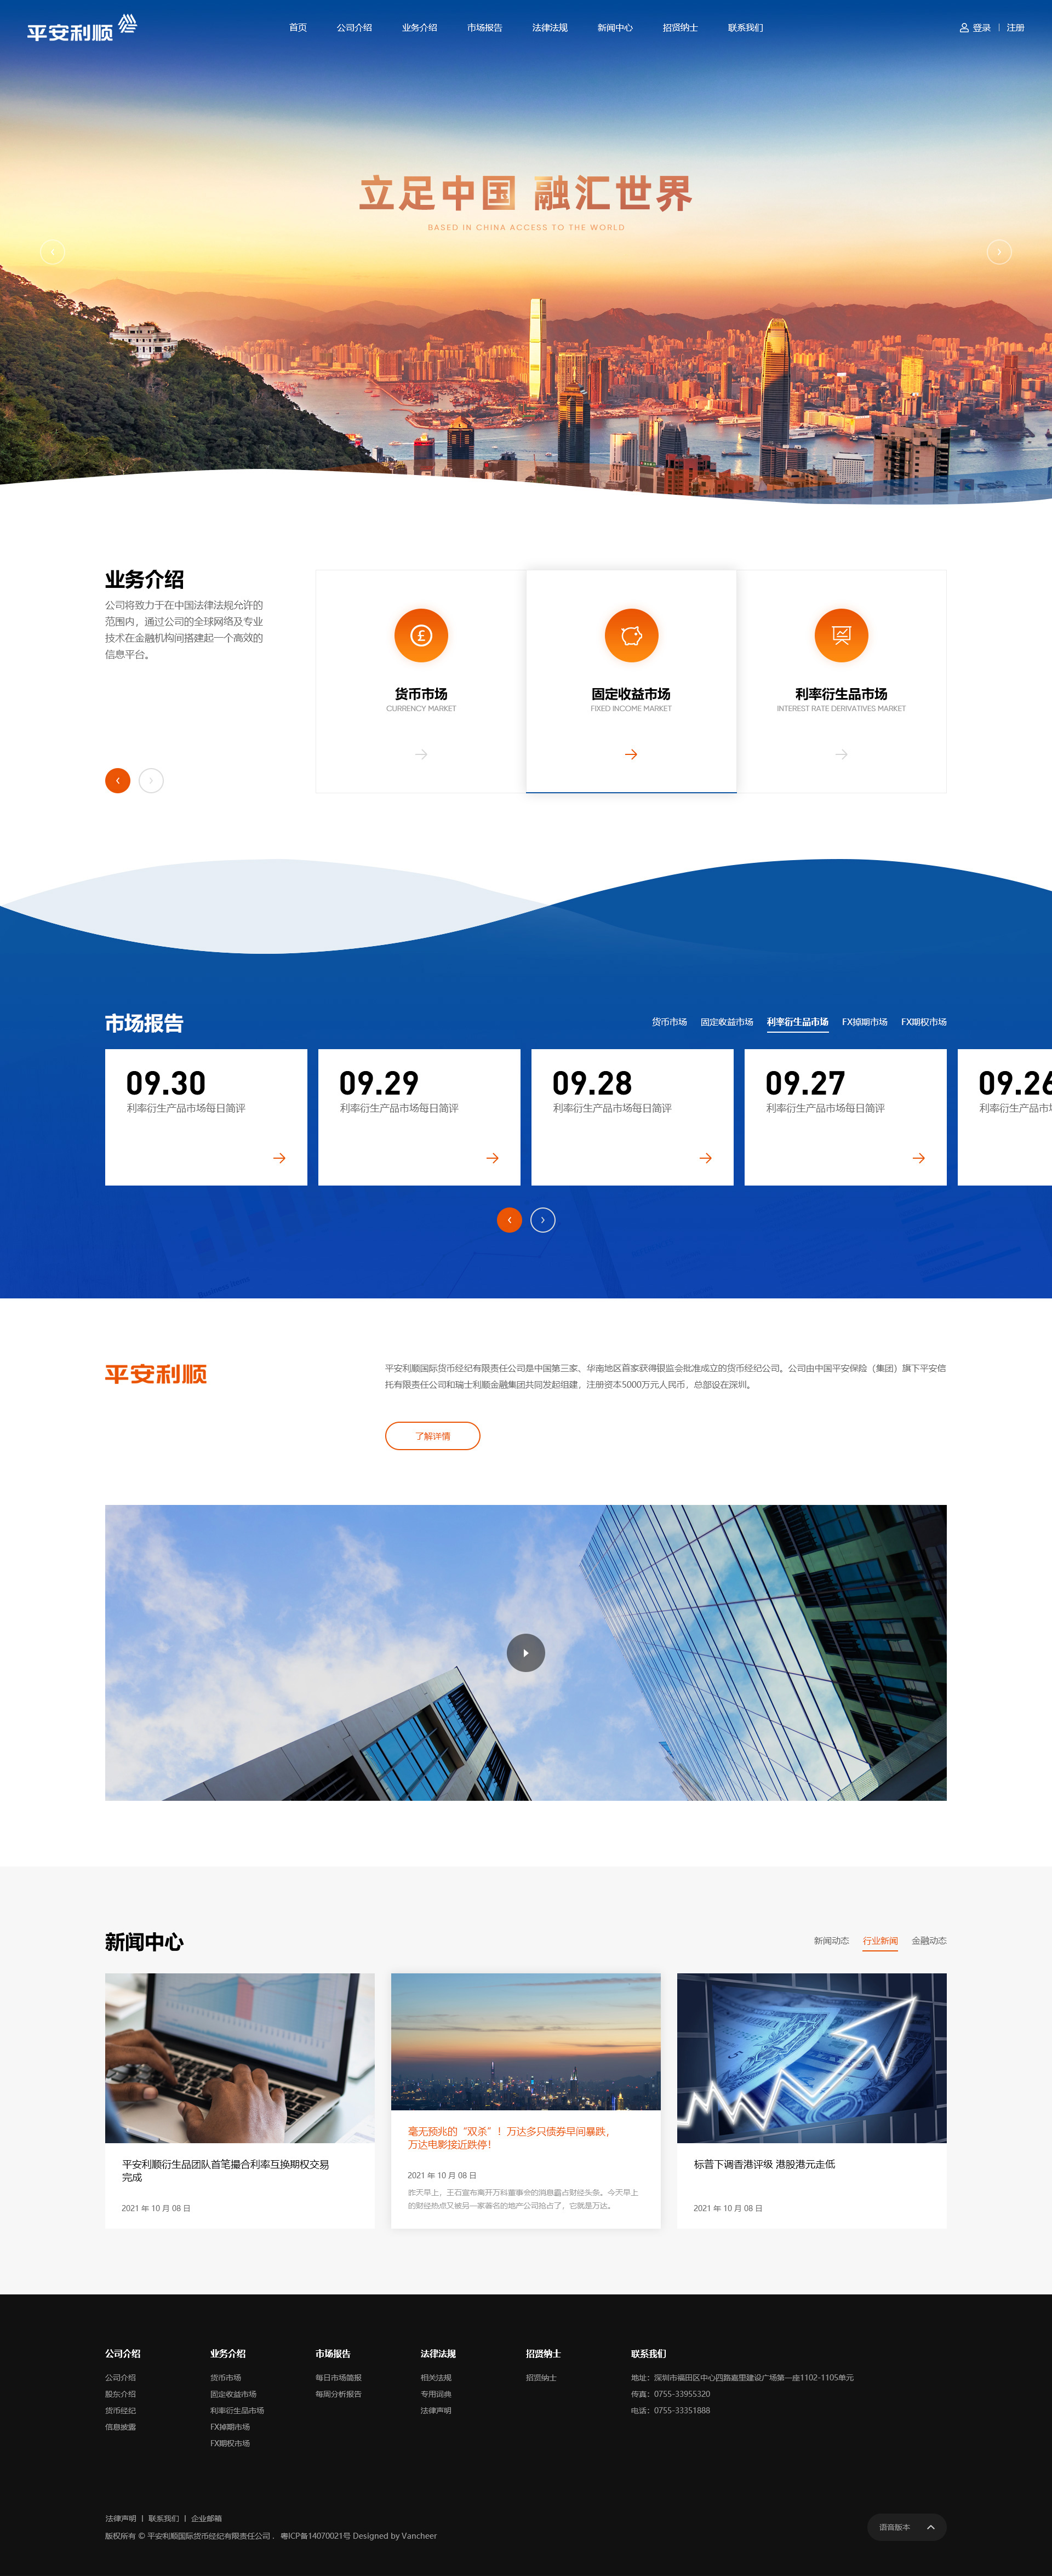 平安利顺
首页 公司介绍 业务介绍 市场报告 法律法规 新闻中心 招贤纳士 联系我们
登录 | 注册
立足中国 融汇世界
BASED IN CHINA ACCESS TO THE WORLD
业务介绍
公司将致力于在中国法律法规允许的
范围内，通过公司的全球网络及专业
技术在金融机构间搭建起一个高效的
信息平台。
货币市场
CURRENCY MARKET
固定收益市场
FIXED INCOME MARKET
利率衍生品市场
INTEREST RATE DERIVATIVES MARKET
市场报告
货币市场 固定收益市场 利率衍生品市场 FX掉期市场 FX期权市场
09.30
利率衍生产品市场每日简评
09.29
利率衍生产品市场每日简评
09.28
利率衍生产品市场每日简评
09.27
利率衍生产品市场每日简评
09.26
利率衍生产品市
平安利顺
平安利顺国际货币经纪有限责任公司是中国第三家、华南地区首家获得银监会批准成立的货币经纪公司。公司由中国平安保险（集团）旗下平安信
托有限责任公司和瑞士利顺金融集团共同发起组建，注册资本5000万元人民币，总部设在深圳。
了解详情
新闻中心
新闻动态 行业新闻 金融动态
平安利顺衍生品团队首笔撮合利率互换期权交易
完成
2021 年 10 月 08 日
毫无预兆的“双杀”！万达多只债券早间暴跌，
万达电影接近跌停！
2021 年 10 月 08 日
昨天早上，王石宣布离开万科董事会的消息霸占财经头条。今天早上
的财经热点又被另一家著名的地产公司抢占了，它就是万达。
标普下调香港评级 港股港元走低
2021 年 10 月 08 日
公司介绍
公司介绍
股东介绍
货币经纪
信息披露
业务介绍
货币市场
固定收益市场
利率衍生品市场
FX掉期市场
FX期权市场
市场报告
每日市场简报
每周分析报告
法律法规
相关法规
专用词典
法律声明
招贤纳士
招贤纳士
联系我们
地址：深圳市福田区中心四路嘉里建设广场第一座1102-1105单元
传真：0755-33955320
电话：0755-33351888
法律声明 | 联系我们 | 企业邮箱
版权所有 © 平安利顺国际货币经纪有限责任公司 . 粤ICP备14070021号 Designed by Vancheer
语音版本